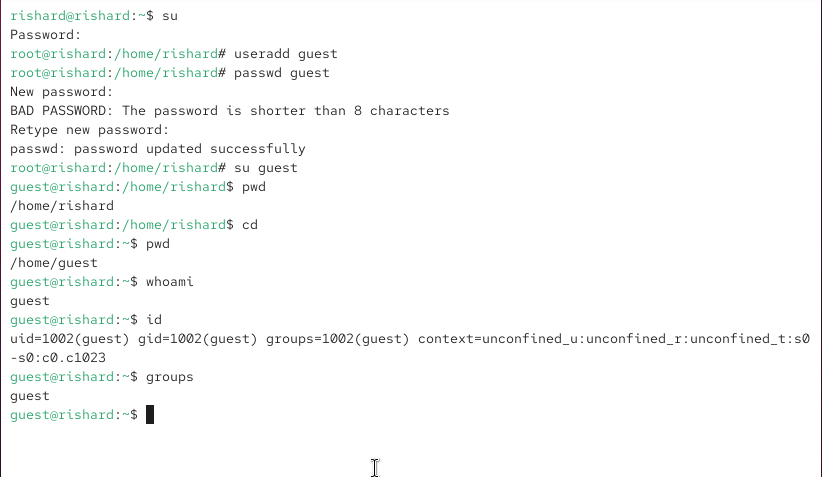 rishard@rishard:~$ su
Password:
root@rishard:/home/rishard# useradd guest
root@rishard:/home/rishard# passwd guest
New password:
BAD PASSWORD: The password is shorter than 8 characters
Retype new password:
passwd: password updated successfully
root@rishard:/home/rishard# su guest
guest@rishard:/home/rishard$ pwd
/home/rishard
guest@rishard:/home/rishard$ cd
guest@rishard:~$ pwd
/home/guest
guest@rishard:~$ whoami
guest
guest@rishard:~$ id
uid=1002(guest) gid=1002(guest) groups=1002(guest) context=unconfined_u:unconfined_r:unconfined_t:s0
-s0:c0.c1023
guest@rishard:~$ groups
guest
guest@rishard:~$